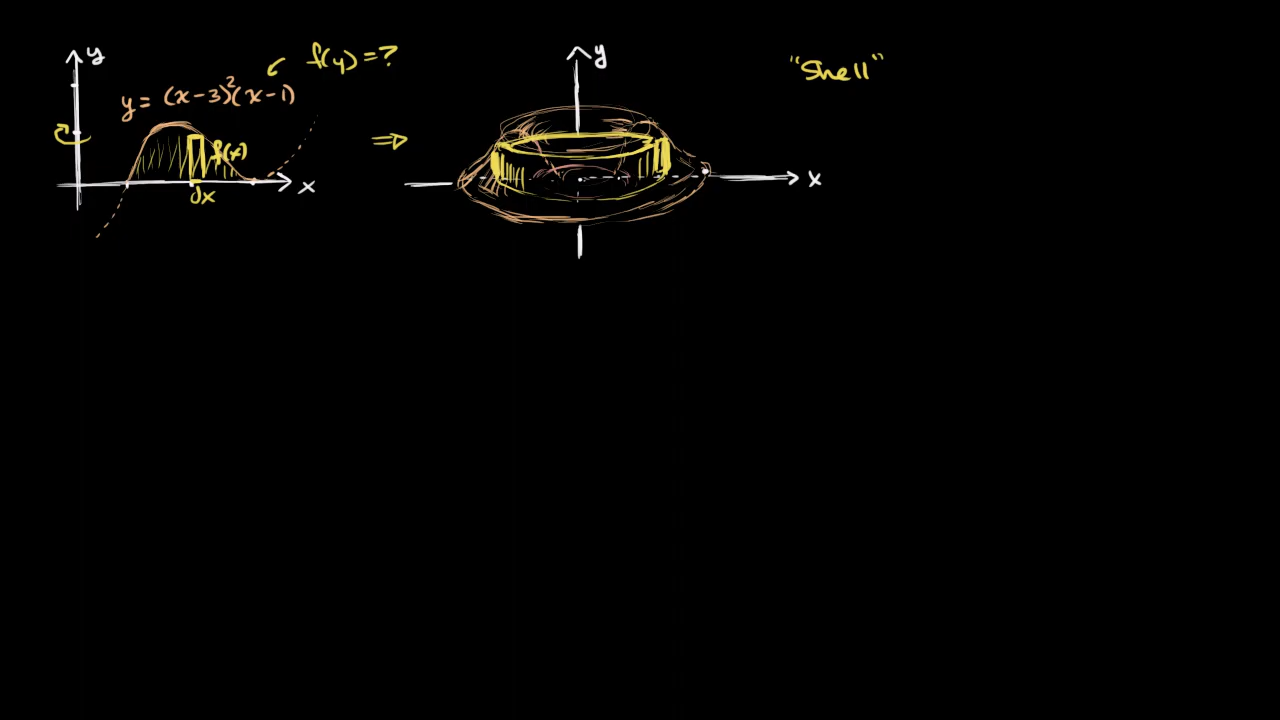 y
f(y) = ?
y = (x-3)²(x-1)
f(x)
x
dx
⇒
y
x
"Shell"